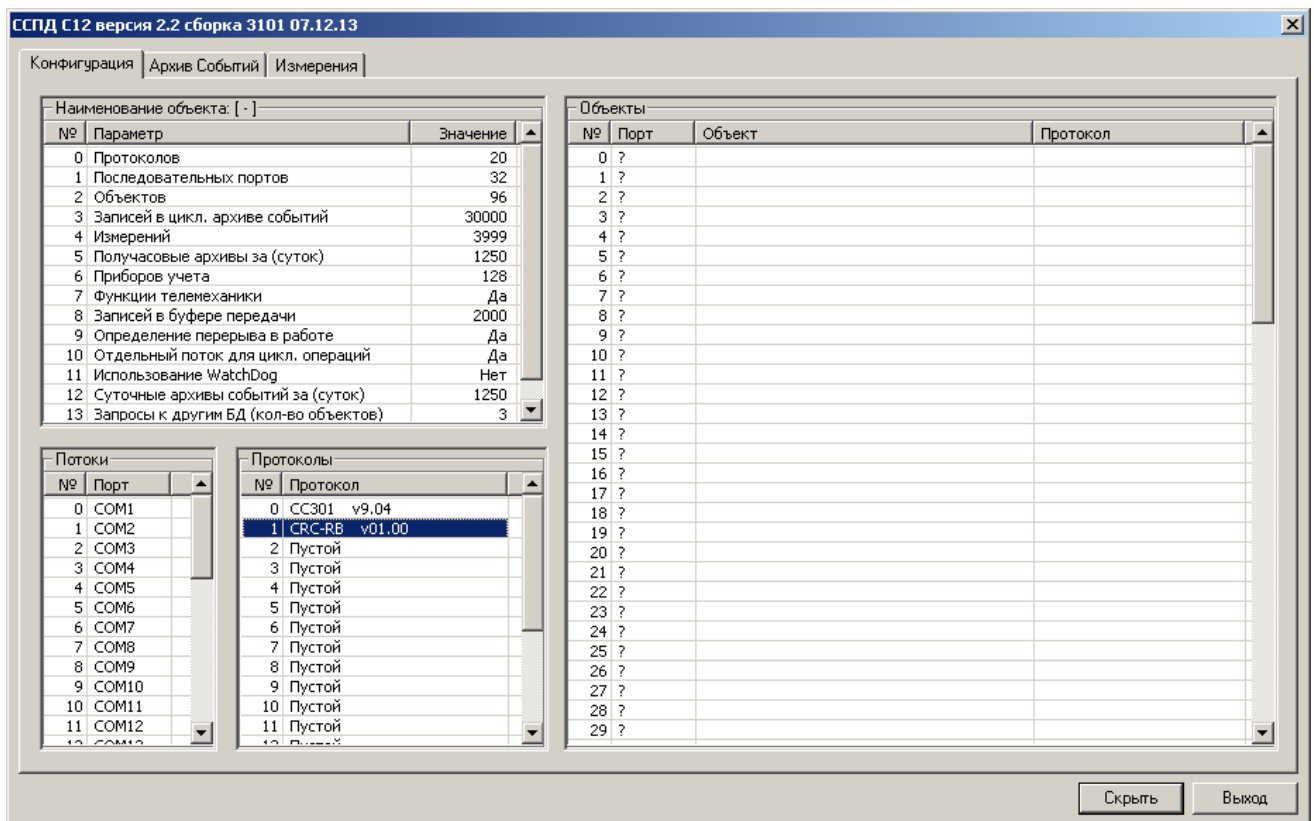 ССПД С12 версия 2.2 сборка 3101 07.12.13
Конфигурация Архив Событий Измерения
Наименование объекта: [ - ]
№ Параметр Значение
0 Протоколов 20
1 Последовательных портов 32
2 Объектов 96
3 Записей в цикл. архиве событий 30000
4 Измерений 3999
5 Получасовые архивы за (суток) 1250
6 Приборов учета 128
7 Функции телемеханики Да
8 Записей в буфере передачи 2000
9 Определение перерыва в работе Да
10 Отдельный поток для цикл. операций Да
11 Использование WatchDog Нет
12 Суточные архивы событий за (суток) 1250
13 Запросы к другим БД (кол-во объектов) 3
Потоки
№ Порт
0 COM1
1 COM2
2 COM3
3 COM4
4 COM5
5 COM6
6 COM7
7 COM8
8 COM9
9 COM10
10 COM11
11 COM12
12 COM13
Протоколы
№ Протокол
0 CC301 v9.04
1 CRC-RB v01.00
2 Пустой
3 Пустой
4 Пустой
5 Пустой
6 Пустой
7 Пустой
8 Пустой
9 Пустой
10 Пустой
11 Пустой
12 Пустой
Объекты
№ Порт Объект Протокол
0 ?
1 ?
2 ?
3 ?
4 ?
5 ?
6 ?
7 ?
8 ?
9 ?
10 ?
11 ?
12 ?
13 ?
14 ?
15 ?
16 ?
17 ?
18 ?
19 ?
20 ?
21 ?
22 ?
23 ?
24 ?
25 ?
26 ?
27 ?
28 ?
29 ?
Скрыть Выход